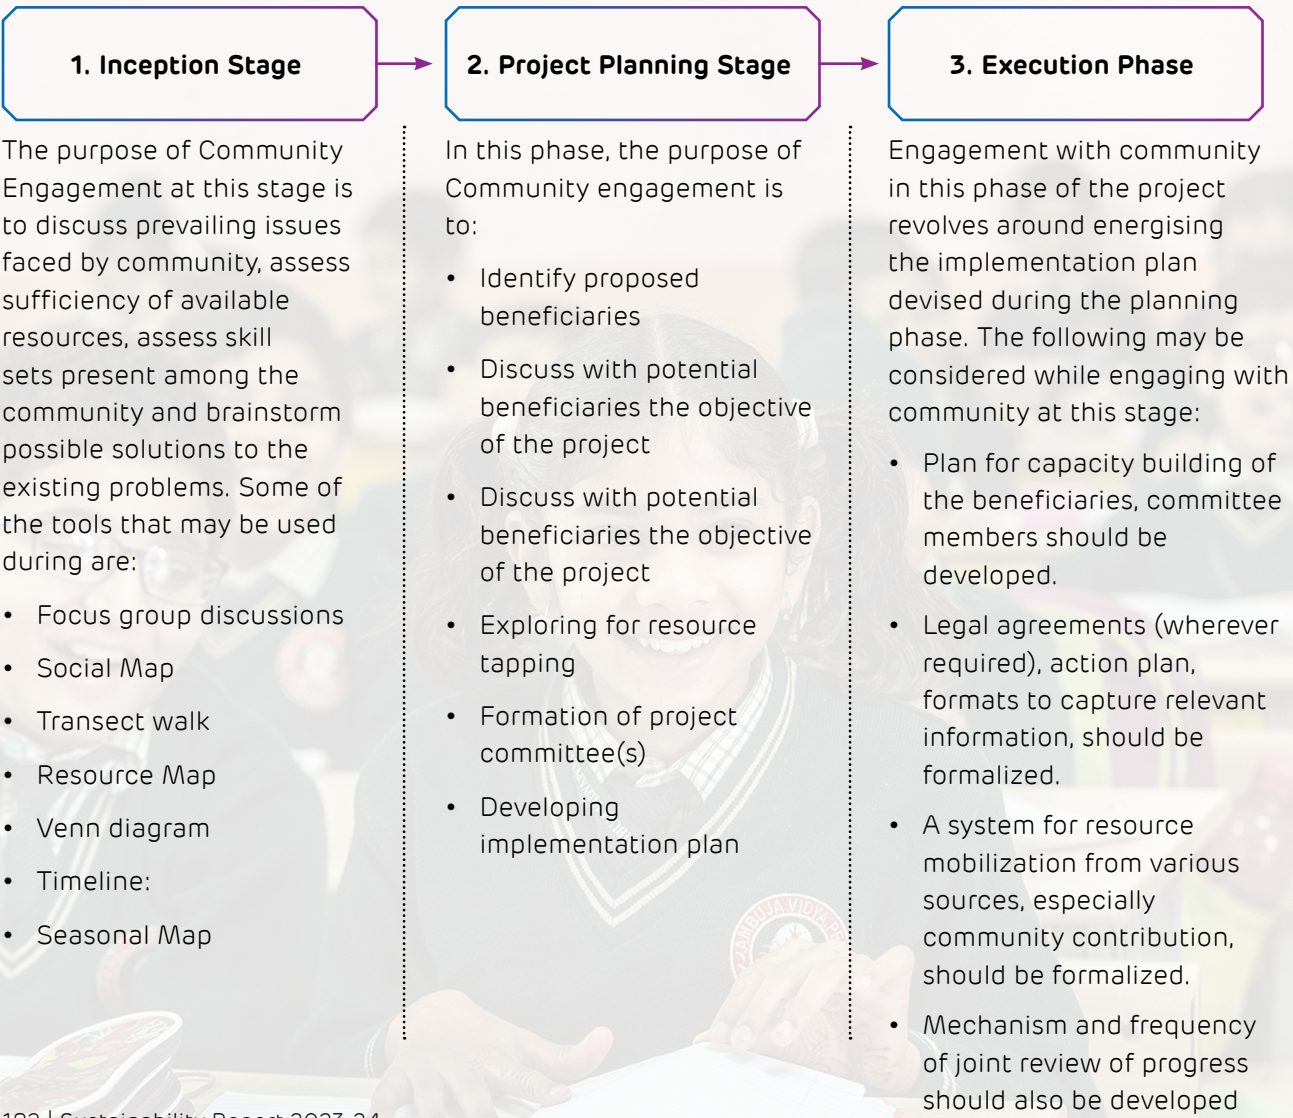 1. Inception Stage
The purpose of Community
Engagement at this stage is
to discuss prevailing issues
faced by community, assess
sufficiency of available
resources, assess skill
sets present among the
community and brainstorm
possible solutions to the
existing problems. Some of
the tools that may be used
during are:
• Focus group discussions
• Social Map
• Transect walk
• Resource Map
• Venn diagram
• Timeline:
• Seasonal Map
2. Project Planning Stage
In this phase, the purpose of
Community engagement is
to:
• Identify proposed
beneficiaries
• Discuss with potential
beneficiaries the objective
of the project
• Discuss with potential
beneficiaries the objective
of the project
• Exploring for resource
tapping
• Formation of project
committee(s)
• Developing
implementation plan
3. Execution Phase
Engagement with community
in this phase of the project
revolves around energising
the implementation plan
devised during the planning
phase. The following may be
considered while engaging with
community at this stage:
• Plan for capacity building of
the beneficiaries, committee
members should be
developed.
• Legal agreements (wherever
required), action plan,
formats to capture relevant
information, should be
formalized.
• A system for resource
mobilization from various
sources, especially
community contribution,
should be formalized.
• Mechanism and frequency
of joint review of progress
should also be developed
AMBUJA VIDYA
| Sustainability Report 2023-24